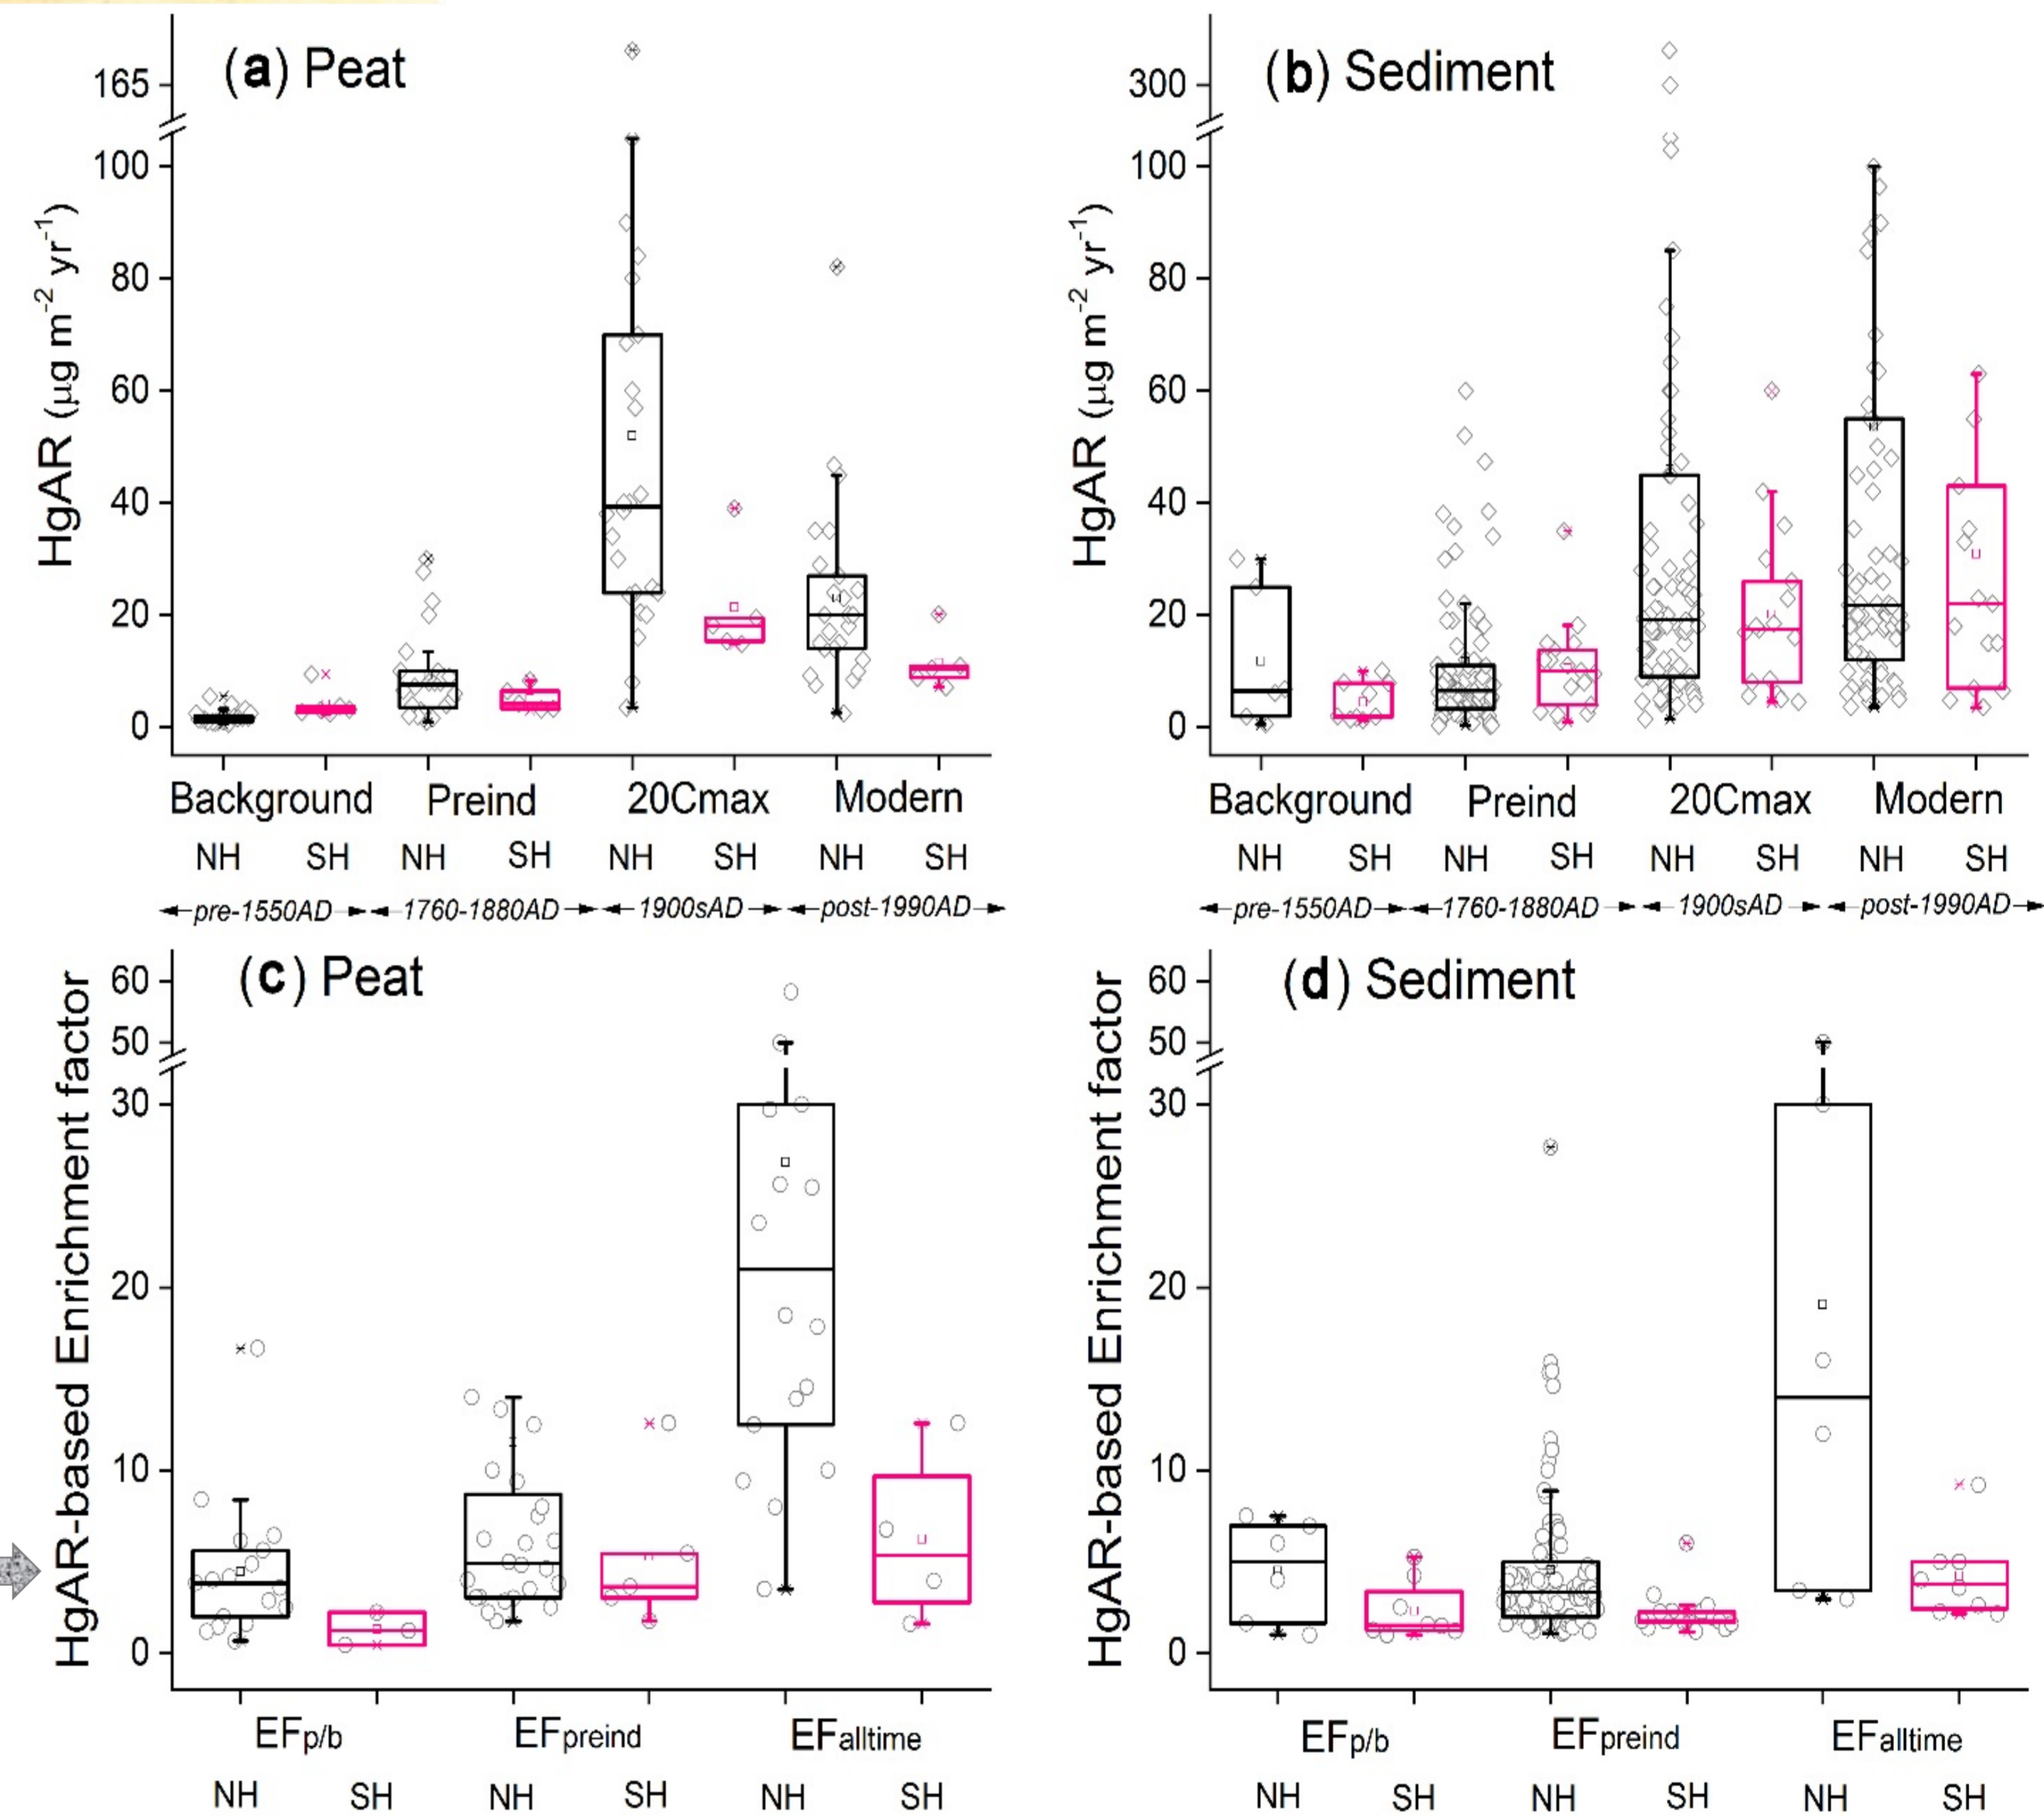 (a) Peat
165
100
80
60
40
20
0
HgAR (μg m⁻² yr⁻¹)
Background Preind 20Cmax Modern
NH SH NH SH NH SH NH SH
pre-1550AD 1760-1880AD 1900sAD post-1990AD
(b) Sediment
300
100
80
60
40
20
0
HgAR (μg m⁻² yr⁻¹)
Background Preind 20Cmax Modern
NH SH NH SH NH SH NH SH
pre-1550AD 1760-1880AD 1900sAD post-1990AD
(c) Peat
60
50
30
20
10
0
HgAR-based Enrichment factor
EFp/b EFpreind EFalltime
NH SH NH SH NH SH
(d) Sediment
60
50
30
20
10
0
HgAR-based Enrichment factor
EFp/b EFpreind EFalltime
NH SH NH SH NH SH